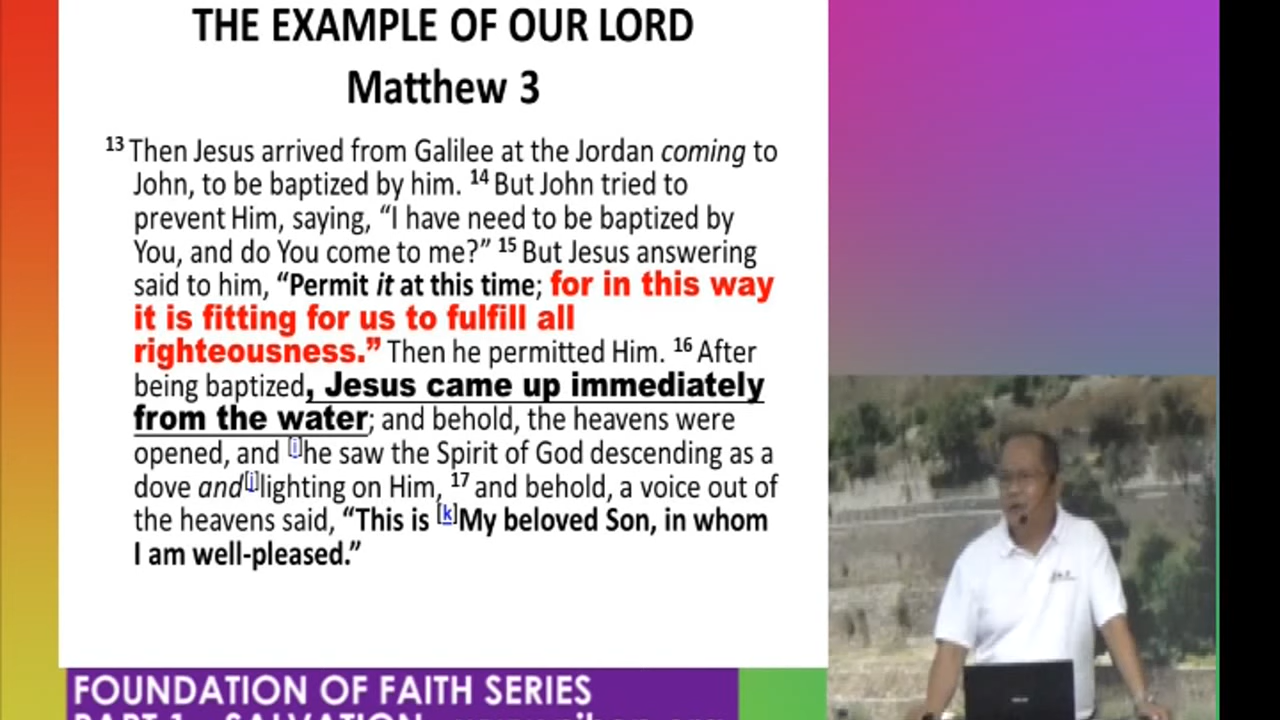 THE EXAMPLE OF OUR LORD
Matthew 3
13 Then Jesus arrived from Galilee at the Jordan coming to
John, to be baptized by him. 14 But John tried to
prevent Him, saying, “I have need to be baptized by
You, and do You come to me?” 15 But Jesus answering
said to him, “Permit it at this time; for in this way
it is fitting for us to fulfill all
righteousness.” Then he permitted Him. 16 After
being baptized, Jesus came up immediately
from the water; and behold, the heavens were
opened, and [i]he saw the Spirit of God descending as a
dove and[j]lighting on Him, 17 and behold, a voice out of
the heavens said, “This is [k]My beloved Son, in whom
I am well-pleased.”
FOUNDATION OF FAITH SERIES
PART 1 SALVATION